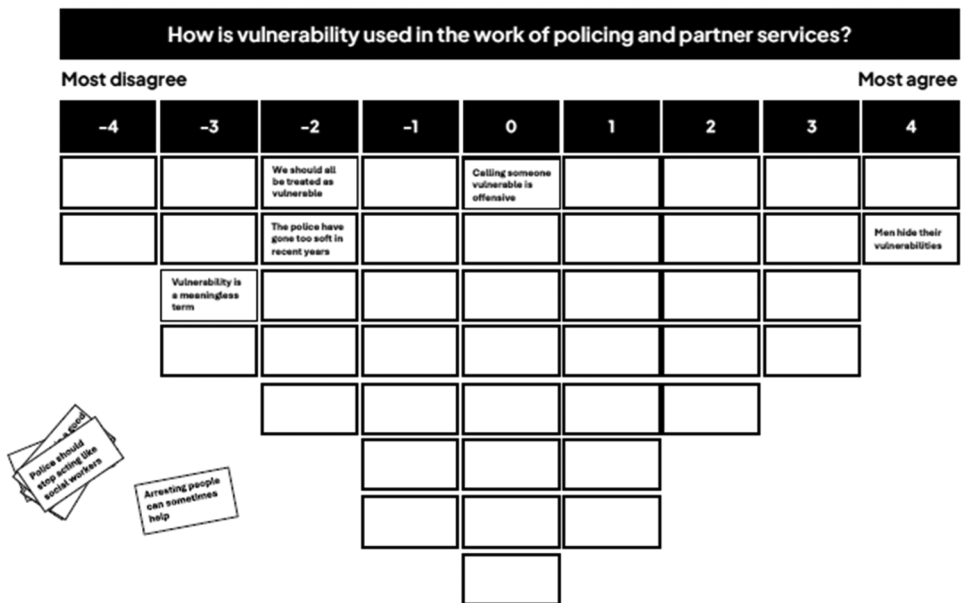 How is vulnerability used in the work of policing and partner services?
Most disagree
Most agree
-4
-3
-2
-1
0
1
2
3
4
We should all
be treated as
vulnerable
Calling someone
vulnerable is
offensive
The police have
gone too soft in
recent years
Men hide their
vulnerabilities
Vulnerability is
a meaningless
term
a good
Police should
stop acting like
social workers
Arresting people
can sometimes
help